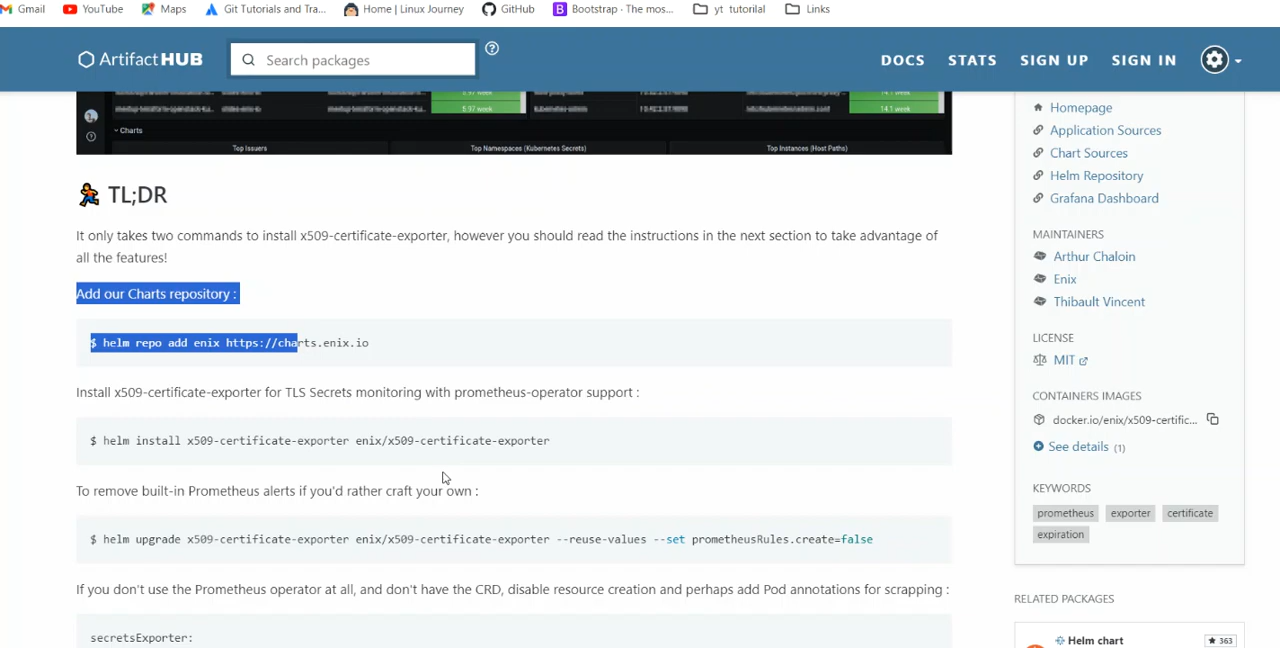 Gmail YouTube Maps Git Tutorials and Tra... Home | Linux Journey GitHub Bootstrap · The mos... yt tutorilal Links
ArtifactHUB Search packages DOCS STATS SIGN UP SIGN IN
5.97 week
Charts
Top Issuers Top Namespaces (Kubernetes Secrets) Top Instances (Host Paths)
TL;DR
It only takes two commands to install x509-certificate-exporter, however you should read the instructions in the next section to take advantage of
all the features!
Add our Charts repository :
$ helm repo add enix https://charts.enix.io
Install x509-certificate-exporter for TLS Secrets monitoring with prometheus-operator support :
$ helm install x509-certificate-exporter enix/x509-certificate-exporter
To remove built-in Prometheus alerts if you'd rather craft your own :
$ helm upgrade x509-certificate-exporter enix/x509-certificate-exporter --reuse-values --set prometheusRules.create=false
If you don't use the Prometheus operator at all, and don't have the CRD, disable resource creation and perhaps add Pod annotations for scrapping :
secretsExporter:
Homepage
Application Sources
Chart Sources
Helm Repository
Grafana Dashboard
MAINTAINERS
Arthur Chaloin
Enix
Thibault Vincent
LICENSE
MIT
CONTAINERS IMAGES
docker.io/enix/x509-certific...
See details (1)
KEYWORDS
prometheus exporter certificate
expiration
RELATED PACKAGES
Helm chart 363